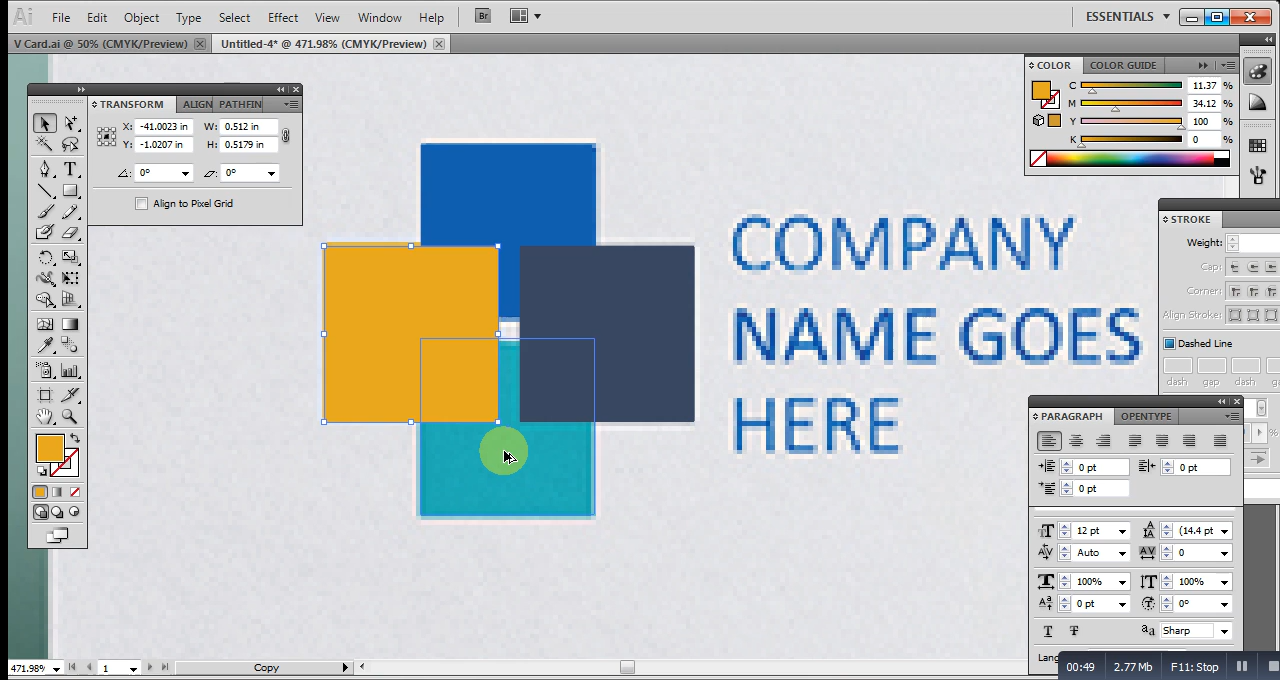 Ai File Edit Object Type Select Effect View Window Help Br ESSENTIALS
V Card.ai @ 50% (CMYK/Preview) Untitled-4* @ 471.98% (CMYK/Preview)
TRANSFORM ALIGN PATHFIN
X: -41.0023 in W: 0.512 in
Y: -1.0207 in H: 0.5179 in
0° 0°
Align to Pixel Grid
COLOR COLOR GUIDE
C 11.37 %
M 34.12 %
Y 100 %
K 0 %
STROKE
Weight:
Cap:
Corner:
Align Stroke:
Dashed Line
dash gap dash gap
COMPANY
NAME GOES
HERE
PARAGRAPH OPENTYPE
0 pt 0 pt
0 pt
%
12 pt (14.4 pt
Auto 0
100% 100%
0 pt 0°
T T aa Sharp
Lang
471.98% 1 Copy
00:49 2.77 Mb F11: Stop